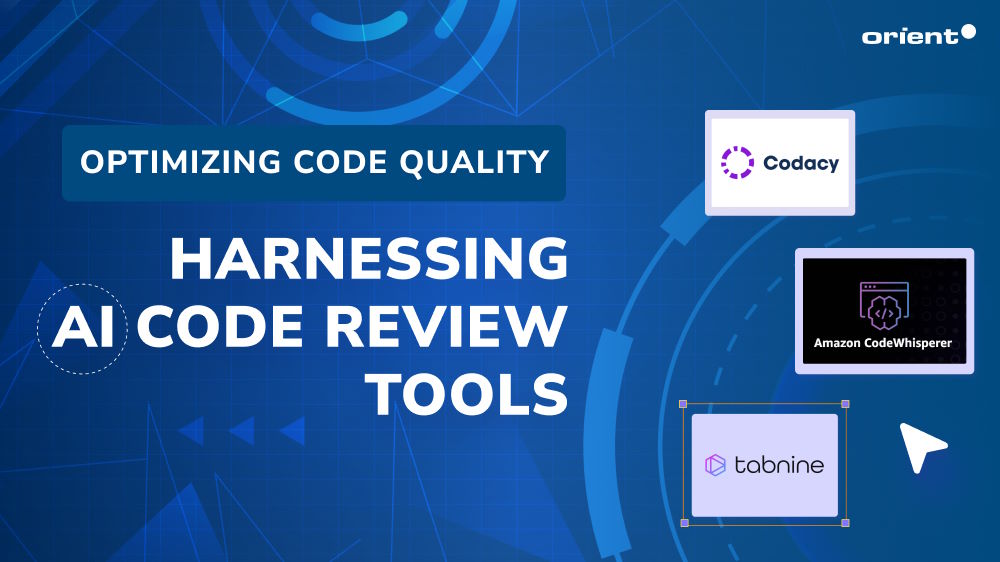 orient
OPTIMIZING CODE QUALITY
HARNESSING
AI CODE REVIEW
TOOLS
Codacy
</>
Amazon CodeWhisperer
tabnine